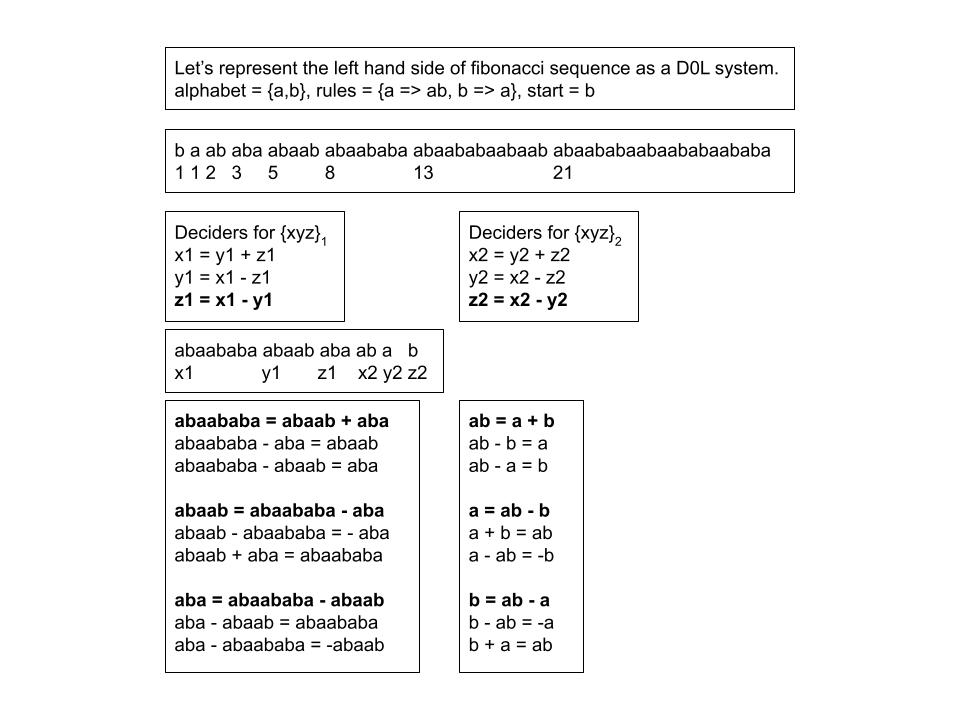 Let’s represent the left hand side of fibonacci sequence as a D0L system.
alphabet = {a,b}, rules = {a => ab, b => a}, start = b
b a ab aba abaab abaababa abaababaabaab abaababaabaababaababa
1 1 2 3 5 8 13 21
Deciders for {xyz}1
x1 = y1 + z1
y1 = x1 - z1
z1 = x1 - y1
Deciders for {xyz}2
x2 = y2 + z2
y2 = x2 - z2
z2 = x2 - y2
abaababa abaab aba ab a b
x1 y1 z1 x2 y2 z2
abaababa = abaab + aba
abaababa - aba = abaab
abaababa - abaab = aba
abaab = abaababa - aba
abaab - abaababa = - aba
abaab + aba = abaababa
aba = abaababa - abaab
aba - abaab = abaababa
aba - abaababa = -abaab
ab = a + b
ab - b = a
ab - a = b
a = ab - b
a + b = ab
a - ab = -b
b = ab - a
b - ab = -a
b + a = ab